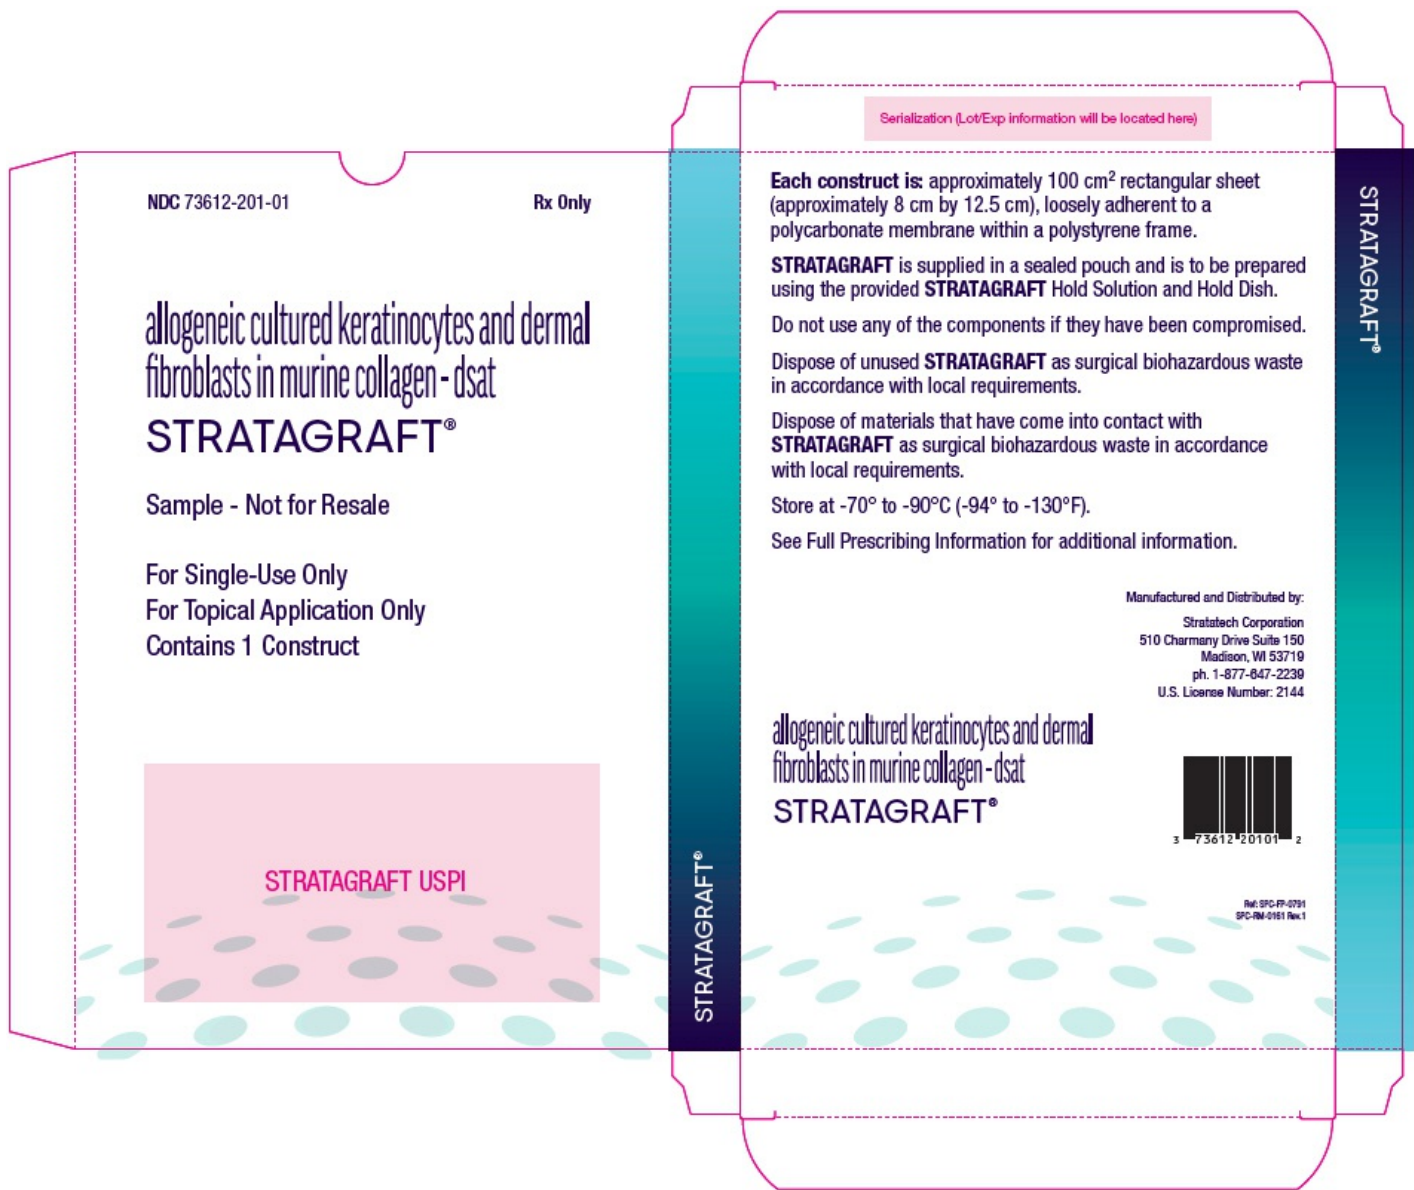 NDC 73612-201-01 Rx Only
allogeneic cultured keratinocytes and dermal
fibroblasts in murine collagen - dsat
STRATAGRAFT®
Sample - Not for Resale
For Single-Use Only
For Topical Application Only
Contains 1 Construct
STRATAGRAFT USPI
STRATAGRAFT®
Serialization (Lot/Exp information will be located here)
Each construct is: approximately 100 cm² rectangular sheet
(approximately 8 cm by 12.5 cm), loosely adherent to a
polycarbonate membrane within a polystyrene frame.
STRATAGRAFT is supplied in a sealed pouch and is to be prepared
using the provided STRATAGRAFT Hold Solution and Hold Dish.
Do not use any of the components if they have been compromised.
Dispose of unused STRATAGRAFT as surgical biohazardous waste
in accordance with local requirements.
Dispose of materials that have come into contact with
STRATAGRAFT as surgical biohazardous waste in accordance
with local requirements.
Store at -70° to -90°C (-94° to -130°F).
See Full Prescribing Information for additional information.
Manufactured and Distributed by:
Stratatech Corporation
510 Charmany Drive Suite 150
Madison, WI 53719
ph. 1-877-647-2239
U.S. License Number: 2144
allogeneic cultured keratinocytes and dermal
fibroblasts in murine collagen - dsat
STRATAGRAFT®
3 73612 20101 2
Ref: SPC-FP-0791
SPC-RM-0161 Rev.1
STRATAGRAFT®